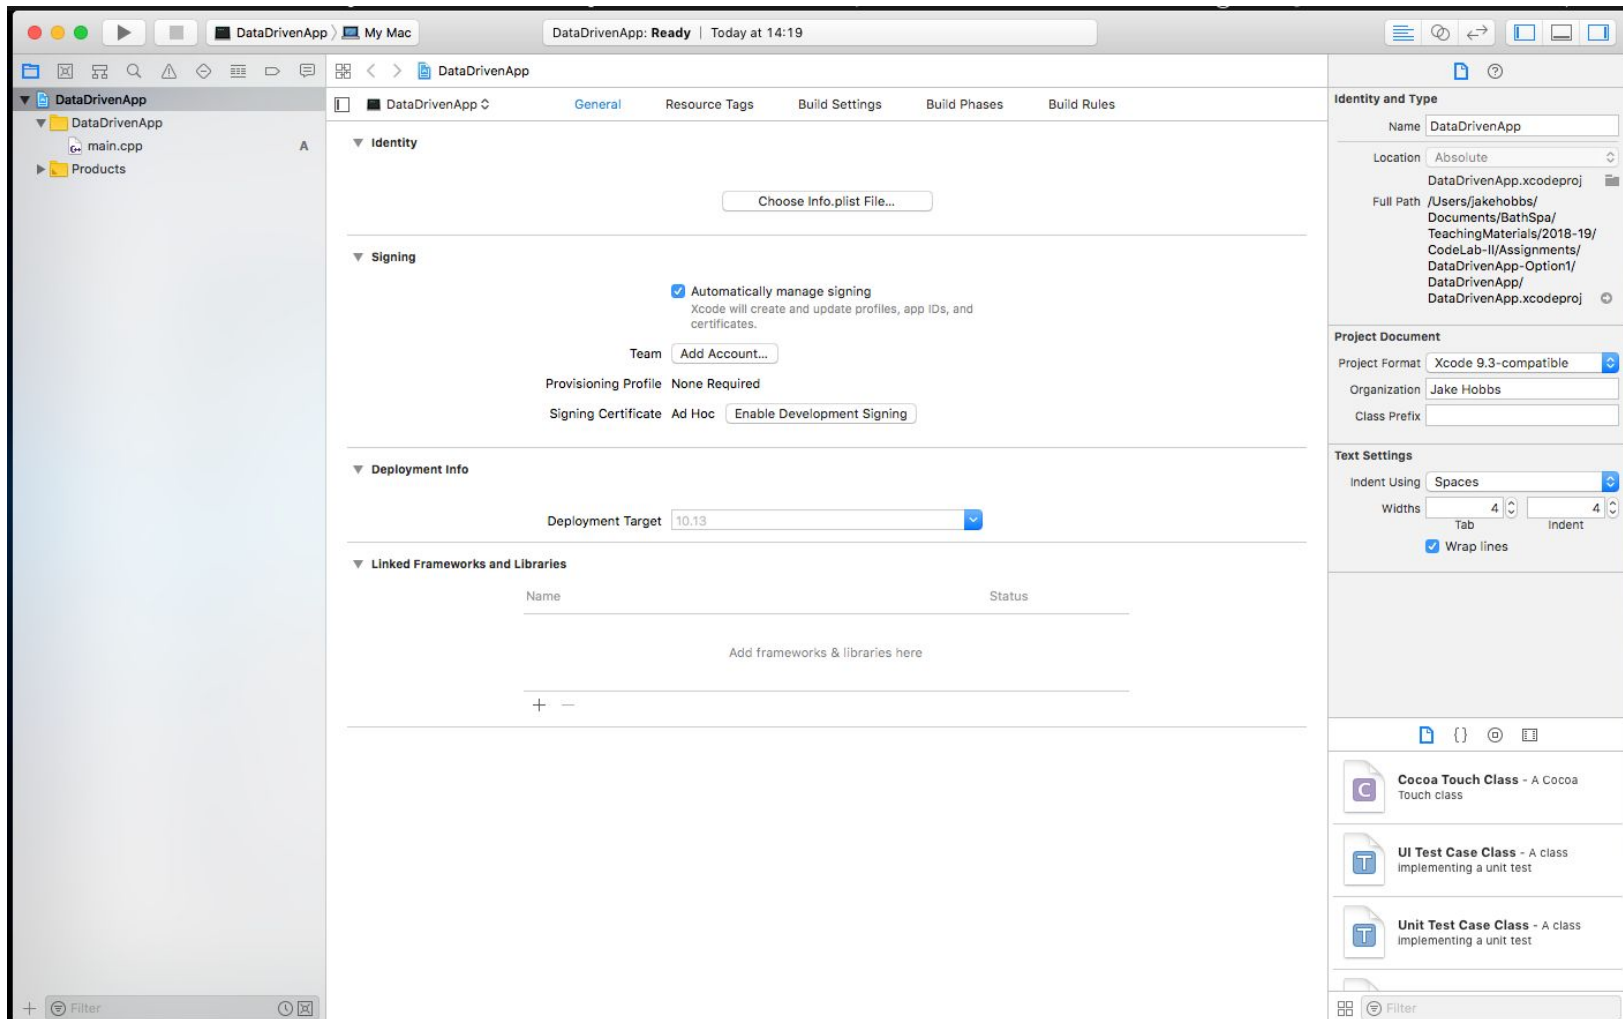 DataDrivenApp
My Mac
DataDrivenApp: Ready | Today at 14:19
DataDrivenApp
DataDrivenApp
DataDrivenApp
main.cpp
A
Products
DataDrivenApp
General
Resource Tags
Build Settings
Build Phases
Build Rules
Identity
Choose Info.plist File...
Signing
Automatically manage signing
Xcode will create and update profiles, app IDs, and
certificates.
Team
Add Account...
Provisioning Profile None Required
Signing Certificate Ad Hoc
Enable Development Signing
Deployment Info
Deployment Target
10.13
Linked Frameworks and Libraries
Name
Status
Add frameworks & libraries here
Filter
Identity and Type
Name
DataDrivenApp
Location
Absolute
DataDrivenApp.xcodeproj
Full Path
/Users/jakehobbs/
Documents/BathSpa/
TeachingMaterials/2018-19/
CodeLab-II/Assignments/
DataDrivenApp-Option1/
DataDrivenApp/
DataDrivenApp.xcodeproj
Project Document
Project Format
Xcode 9.3-compatible
Organization
Jake Hobbs
Class Prefix
Text Settings
Indent Using
Spaces
Widths
4
4
Tab
Indent
Wrap lines
{}
C
Cocoa Touch Class - A Cocoa
Touch class
T
UI Test Case Class - A class
implementing a unit test
T
Unit Test Case Class - A class
implementing a unit test
Filter